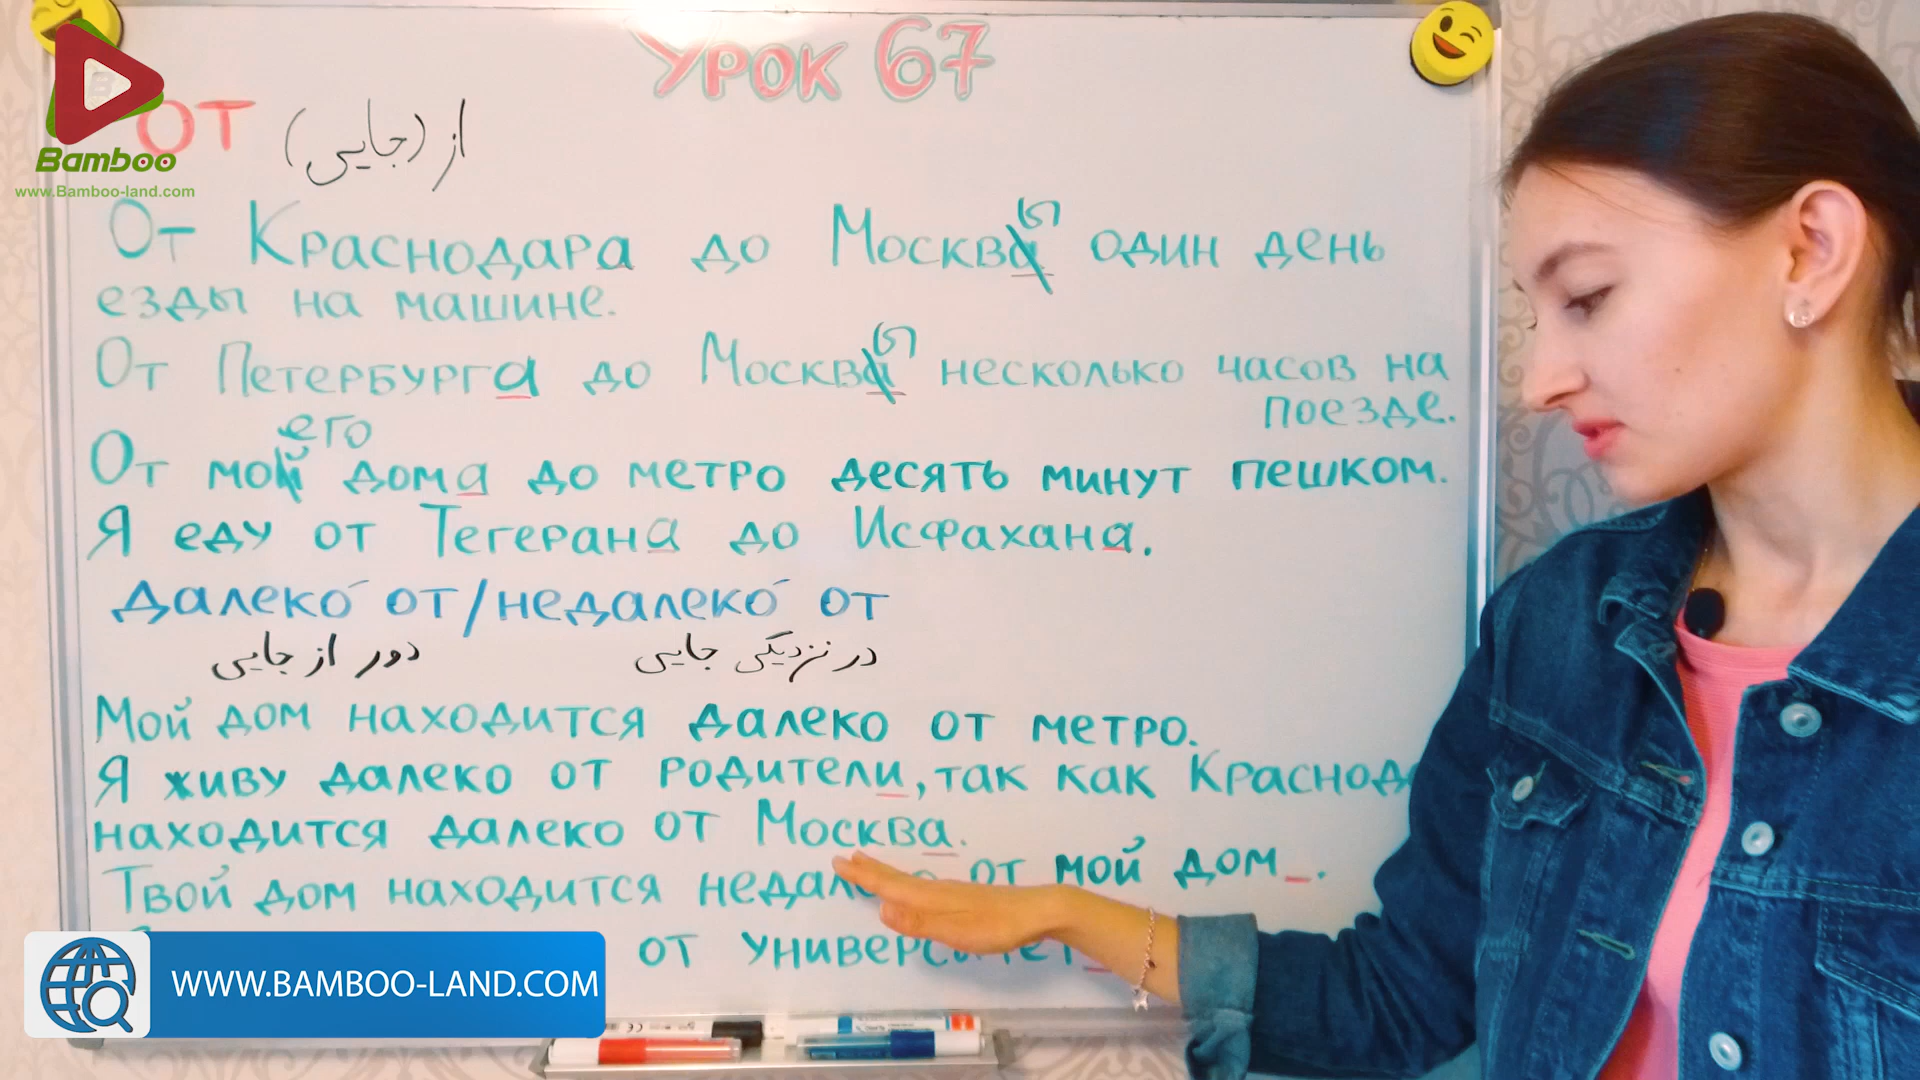 Урок 67
Bamboo
www.Bamboo-land.com
от از (جایی)
От Краснодара до Москвы один день
езды на машине.
От Петербурга до Москвы несколько часов на
поезде.
От моего дома до метро десять минут пешком.
Я еду от Тегерана до Исфахана.
Далеко́ от/недалеко́ от
دور از جایی در نزدیکی جایی
Мой дом находится далеко от метро.
Я живу далеко от родители, так как Краснод
находится далеко от Москва.
Твой дом находится недал от мой дом_.
от университет_
WWW.BAMBOO-LAND.COM